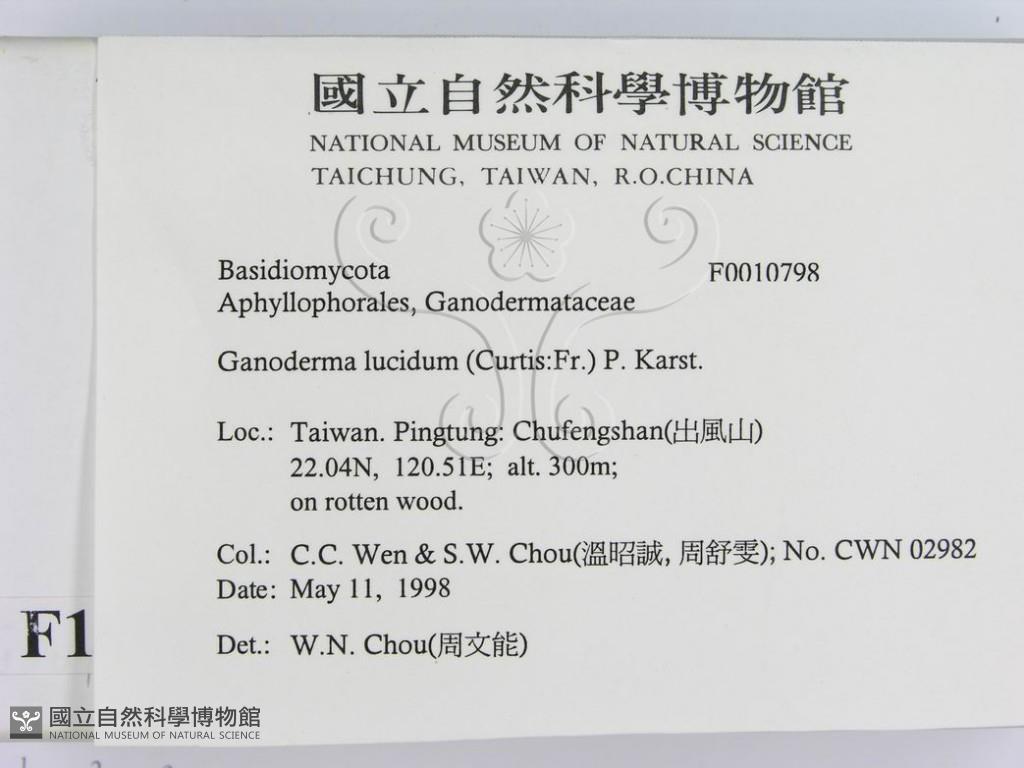 國立自然科學博物館
NATIONAL MUSEUM OF NATURAL SCIENCE
TAICHUNG, TAIWAN, R.O.CHINA
Basidiomycota F0010798
Aphyllophorales, Ganodermataceae
Ganoderma lucidum (Curtis:Fr.) P. Karst.
Loc.: Taiwan. Pingtung: Chufengshan(出風山)
22.04N, 120.51E; alt. 300m;
on rotten wood.
Col.: C.C. Wen & S.W. Chou(溫昭誠, 周舒雯); No. CWN 02982
Date: May 11, 1998
Det.: W.N. Chou(周文能)
F1
國立自然科學博物館
NATIONAL MUSEUM OF NATURAL SCIENCE